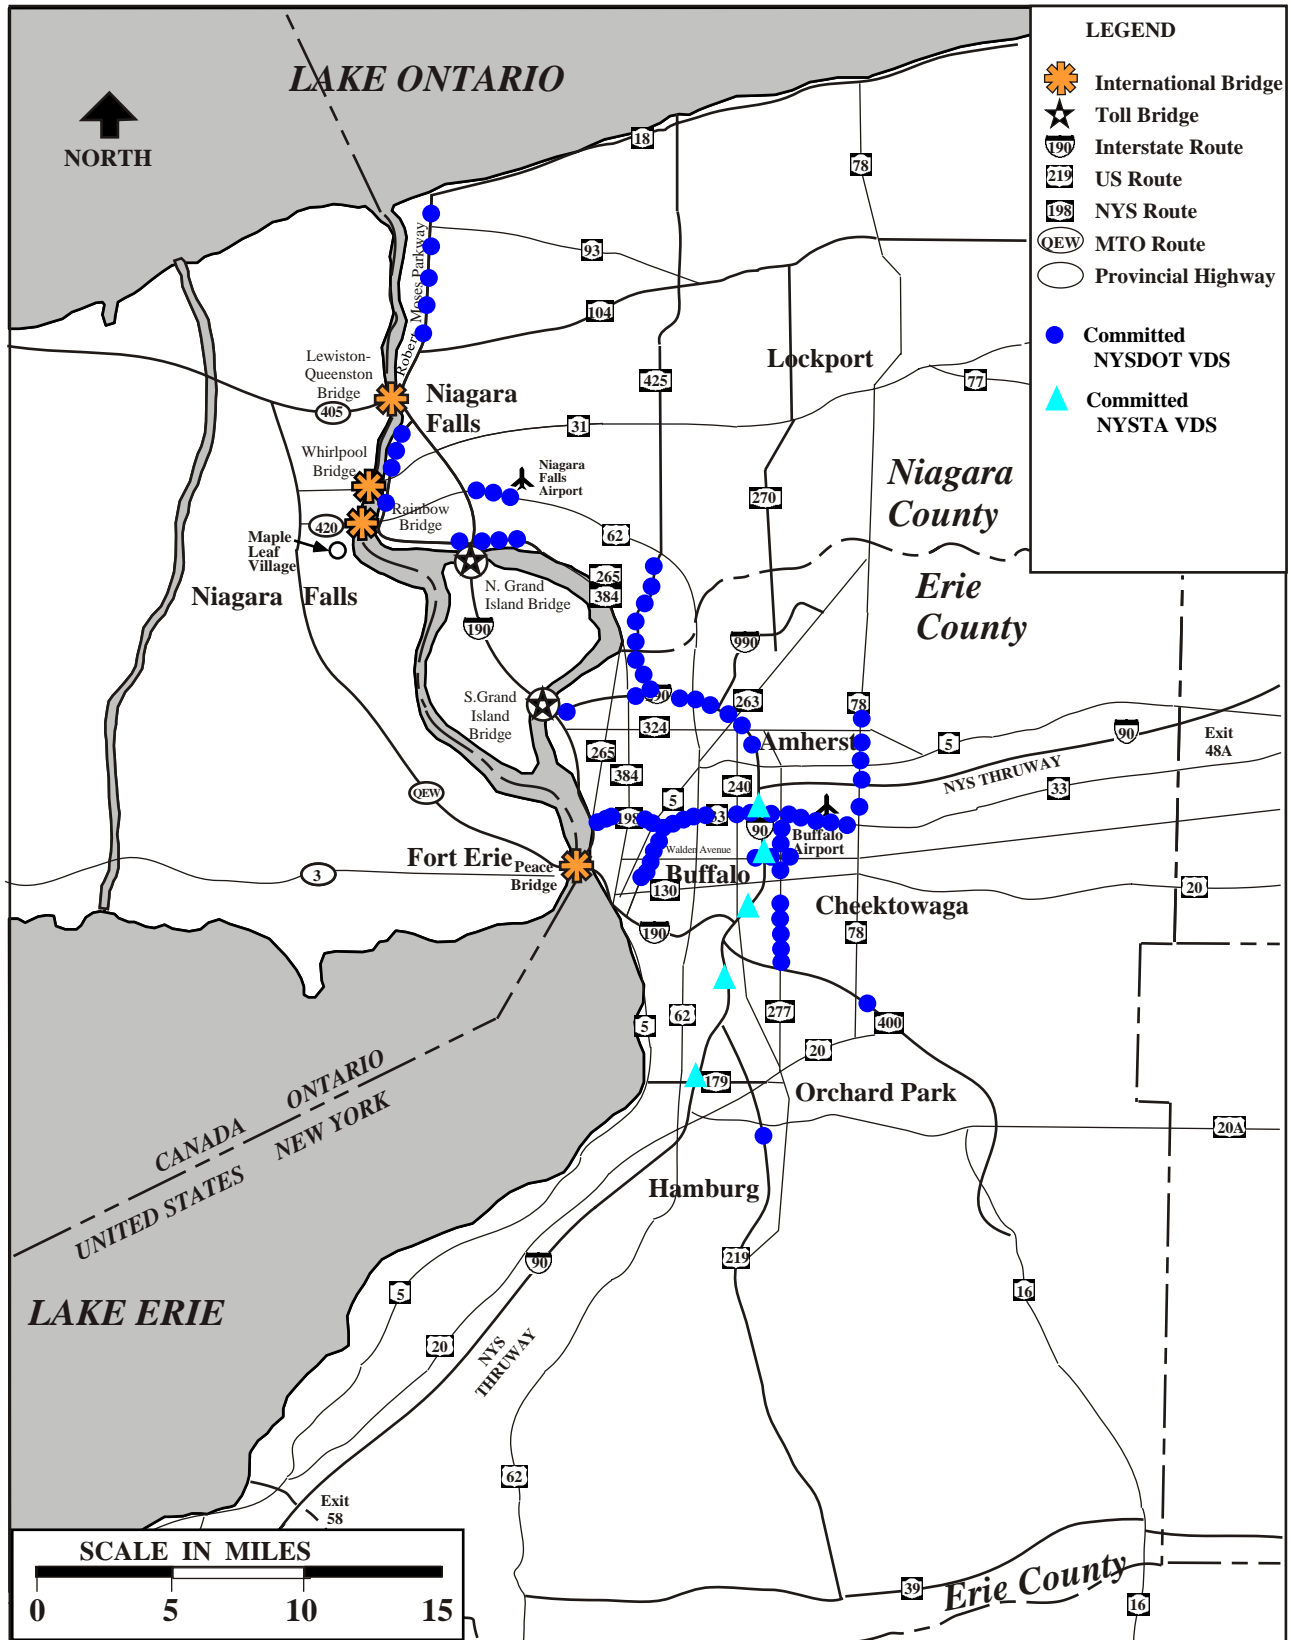 LEGEND
International Bridge
Toll Bridge
190 Interstate Route
219 US Route
198 NYS Route
QEW MTO Route
Provincial Highway
Committed
NYSDOT VDS
Committed
NYSTA VDS
LAKE ONTARIO
NORTH
18
78
93
Robert Moses Parkway
104
Lewiston-
Queenston
Bridge
405
Niagara
Falls
425
Lockport
77
31
Whirlpool
Bridge
Niagara
Falls
Airport
Niagara
County
270
Rainbow
Bridge
420
Maple
Leaf
Village
62
Niagara Falls
265
384
N. Grand
Island Bridge
Erie
County
190
990
S.Grand
Island
Bridge
290
263
78
324
Amherst
5
90
Exit
48A
265
384
240
NYS THRUWAY
33
QEW
5
198
33
90
Buffalo
Airport
Walden Avenue
Fort Erie
Peace
Bridge
3
Buffalo
130
20
Cheektowaga
190
78
62
5
277
400
20
179
Orchard Park
20A
CANADA
ONTARIO
UNITED STATES
NEW YORK
Hamburg
219
90
5
16
LAKE ERIE
20
NYS
THRUWAY
62
Exit
58
SCALE IN MILES
0 5 10 15
39
Erie County
16